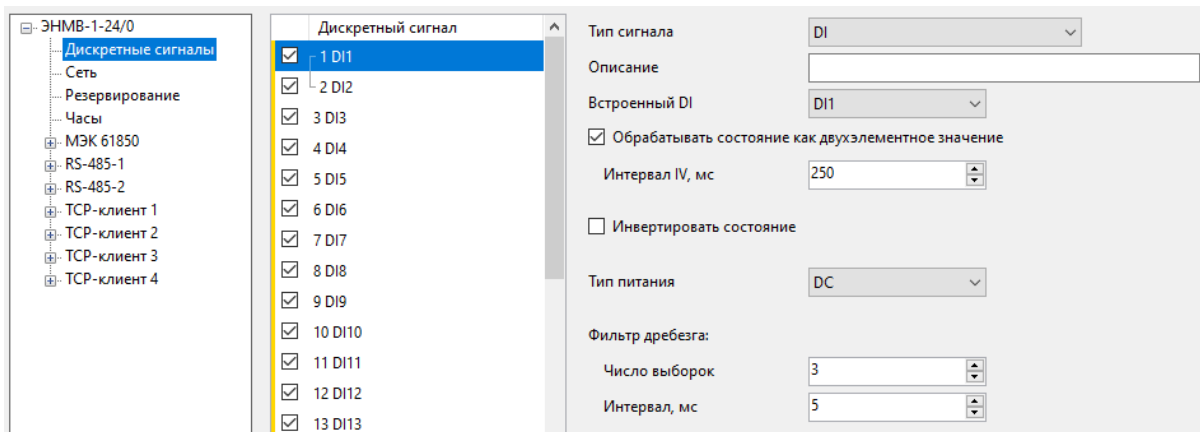 ЭНМВ-1-24/0
Дискретные сигналы
Сеть
Резервирование
Часы
МЭК 61850
RS-485-1
RS-485-2
TCP-клиент 1
TCP-клиент 2
TCP-клиент 3
TCP-клиент 4
Дискретный сигнал
1 DI1
2 DI2
3 DI3
4 DI4
5 DI5
6 DI6
7 DI7
8 DI8
9 DI9
10 DI10
11 DI11
12 DI12
13 DI13
Тип сигнала DI
Описание
Встроенный DI DI1
Обрабатывать состояние как двухэлементное значение
Интервал IV, мс 250
Инвертировать состояние
Тип питания DC
Фильтр дребезга:
Число выборок 3
Интервал, мс 5